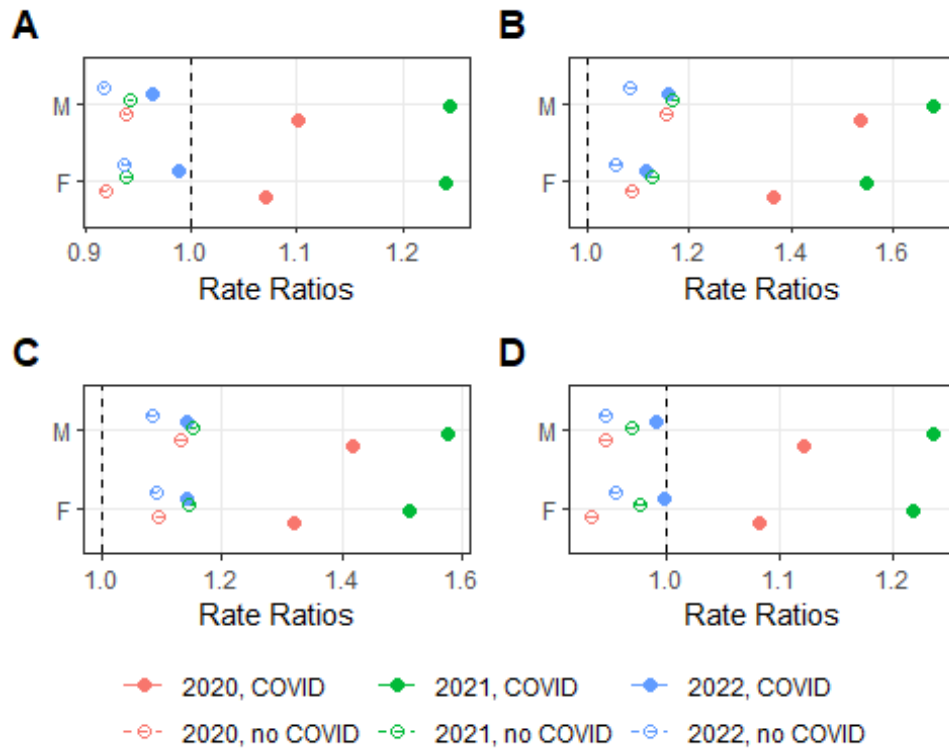 A
B
M
M
F
F
0.9 1.0 1.1 1.2
1.0 1.2 1.4 1.6
Rate Ratios
Rate Ratios
C
D
M
M
F
F
1.0 1.2 1.4 1.6
1.0 1.1 1.2
Rate Ratios
Rate Ratios
2020, COVID
2021, COVID
2022, COVID
2020, no COVID
2021, no COVID
2022, no COVID